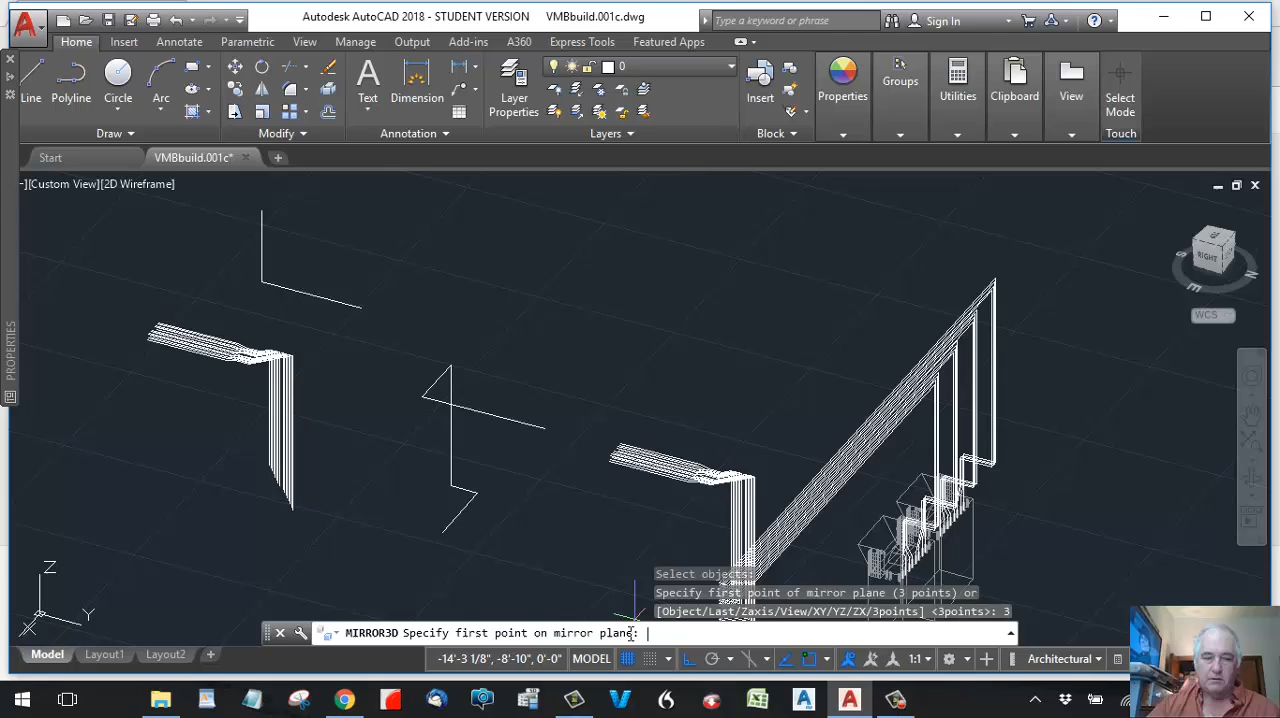 Autodesk AutoCAD 2018 - STUDENT VERSION VMBbuild.001c.dwg
Type a keyword or phrase
Sign In
Home Insert Annotate Parametric View Manage Output Add-ins A360 Express Tools Featured Apps
0
Line Polyline Circle Arc
Text Dimension
Layer Properties
Insert
Properties
Groups
Utilities
Clipboard
View
Select Mode
Draw Modify Annotation Layers Block Touch
Start VMBbuild.001c*
-][Custom View][2D Wireframe]
RIGHT
S
N
E
WCS
PROPERTIES
Z
Y
X
Select objects:
Specify first point of mirror plane (3 points) or
[Object/Last/Zaxis/View/XY/YZ/ZX/3points] <3points>: 3
MIRROR3D Specify first point on mirror plane:
Model Layout1 Layout2
-14'-3 1/8", -8'-10", 0'-0" MODEL
1:1
Architectural